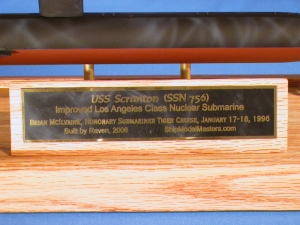 USS Scranton (SSN 756)
Improved Los Angeles Class Nuclear Submarine
Brian McIlvaine, Honorary Submariner Tiger Cruise, January 17-18, 1996
Built by Raven, 2006 ShipModelMasters.com